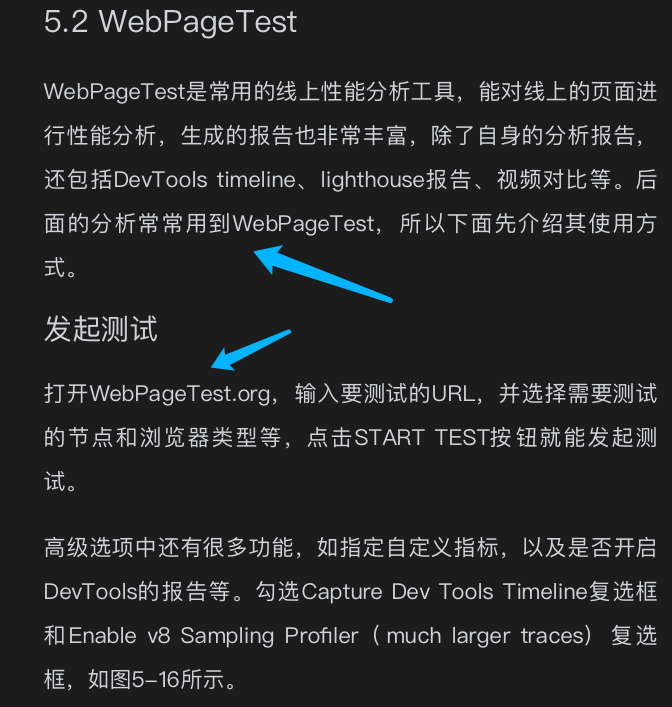 5.2 WebPageTest
WebPageTest是常用的线上性能分析工具，能对线上的页面进
行性能分析，生成的报告也非常丰富，除了自身的分析报告，
还包括DevTools timeline、lighthouse报告、视频对比等。后
面的分析常常用到WebPageTest，所以下面先介绍其使用方
式。
发起测试
打开WebPageTest.org，输入要测试的URL，并选择需要测试
的节点和浏览器类型等，点击START TEST按钮就能发起测
试。
高级选项中还有很多功能，如指定自定义指标，以及是否开启
DevTools的报告等。勾选Capture Dev Tools Timeline复选框
和Enable v8 Sampling Profiler（much larger traces）复选
框，如图5-16所示。